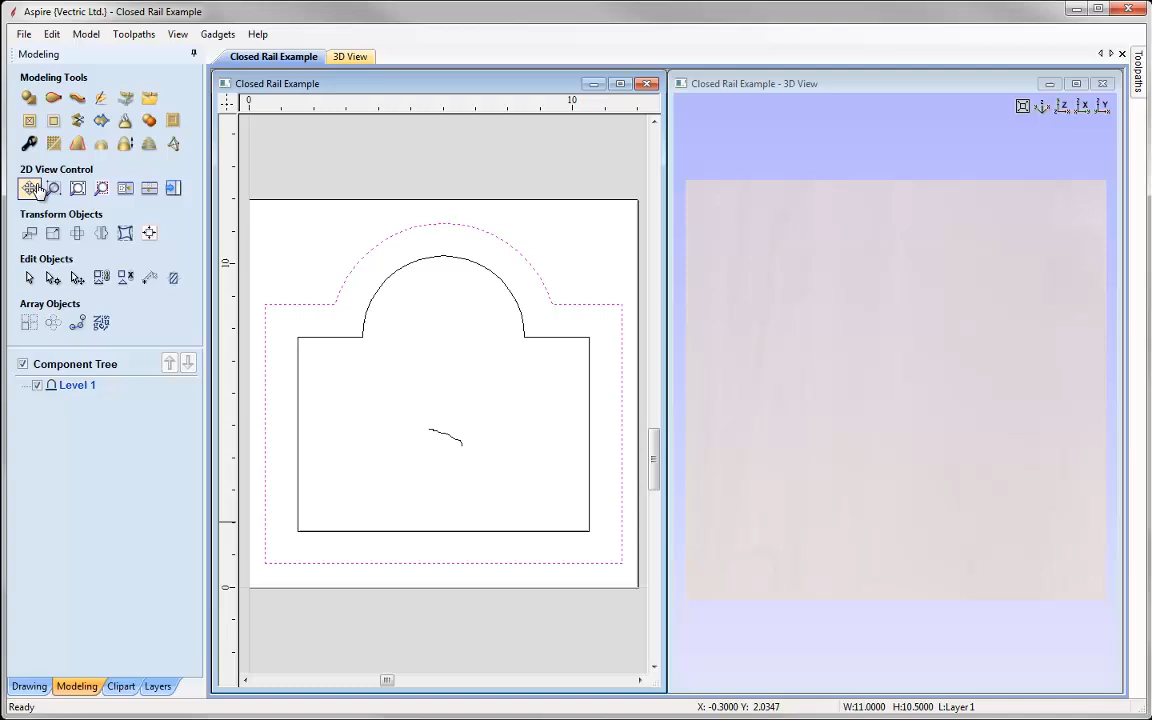 Aspire {Vectric Ltd.} - Closed Rail Example
File Edit Model Toolpaths View Gadgets Help
Modeling
Closed Rail Example 3D View
Toolpaths
Modeling Tools
Closed Rail Example
Closed Rail Example - 3D View
0 10
Z X Y
2D View Control
Transform Objects
10
Edit Objects
Array Objects
Component Tree
Level 1
0
Drawing Modeling Clipart Layers
Ready X: -0.3000 Y: 2.0347 W:11.0000 H:10.5000 L:Layer 1